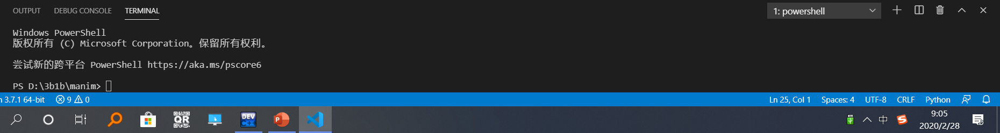 OUTPUT DEBUG CONSOLE TERMINAL 1: powershell
Windows PowerShell
版权所有 (C) Microsoft Corporation。保留所有权利。
尝试新的跨平台 PowerShell https://aka.ms/pscore6
PS D:\3b1b\manim>
n 3.7.1 64-bit 9 0 Ln 25, Col 1 Spaces: 4 UTF-8 CRLF Python
QR DEV C++ P 中 S 9:05
2020/2/28